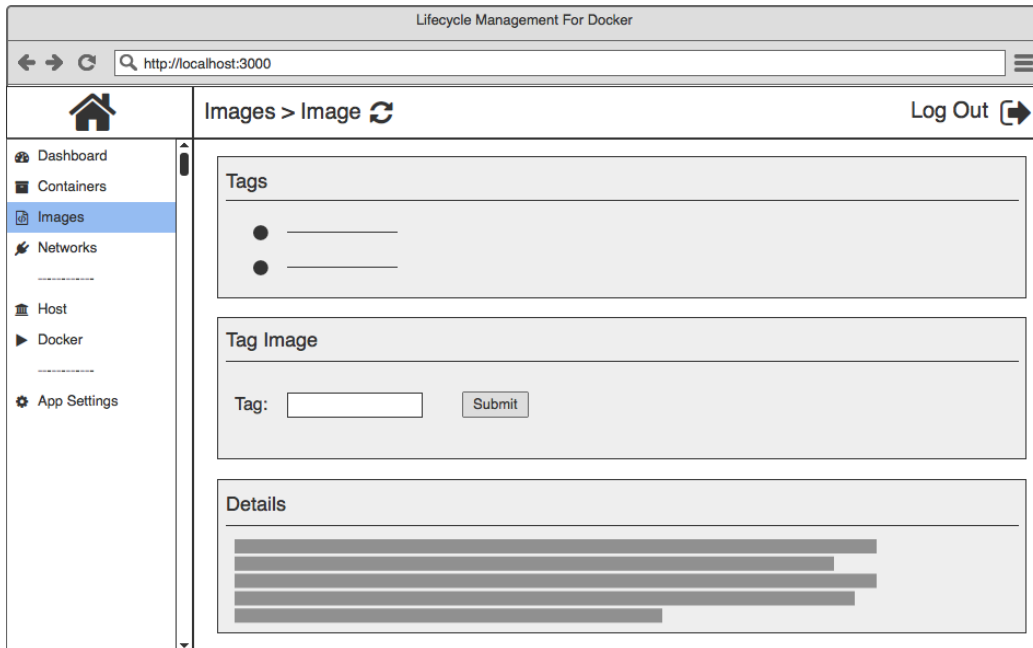 Lifecycle Management For Docker
http://localhost:3000
Images > Image
Log Out
Dashboard
Containers
Images
Networks
------------
Host
Docker
------------
App Settings
Tags
Tag Image
Tag:
Submit
Details